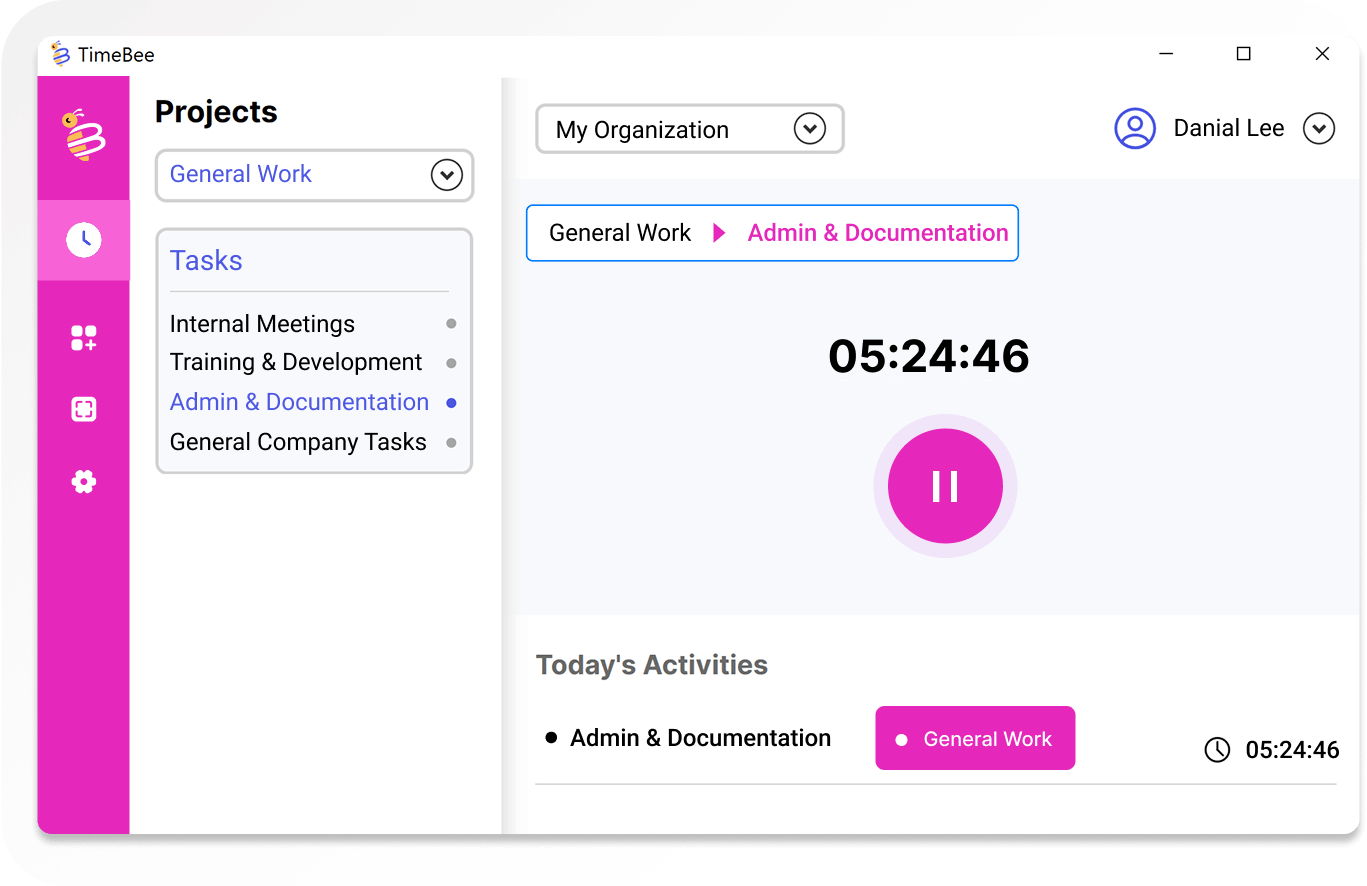 TimeBee
Projects
General Work
Tasks
Internal Meetings
Training & Development
Admin & Documentation
General Company Tasks
My Organization
Danial Lee
General Work Admin & Documentation
05:24:46
Today's Activities
Admin & Documentation General Work 05:24:46